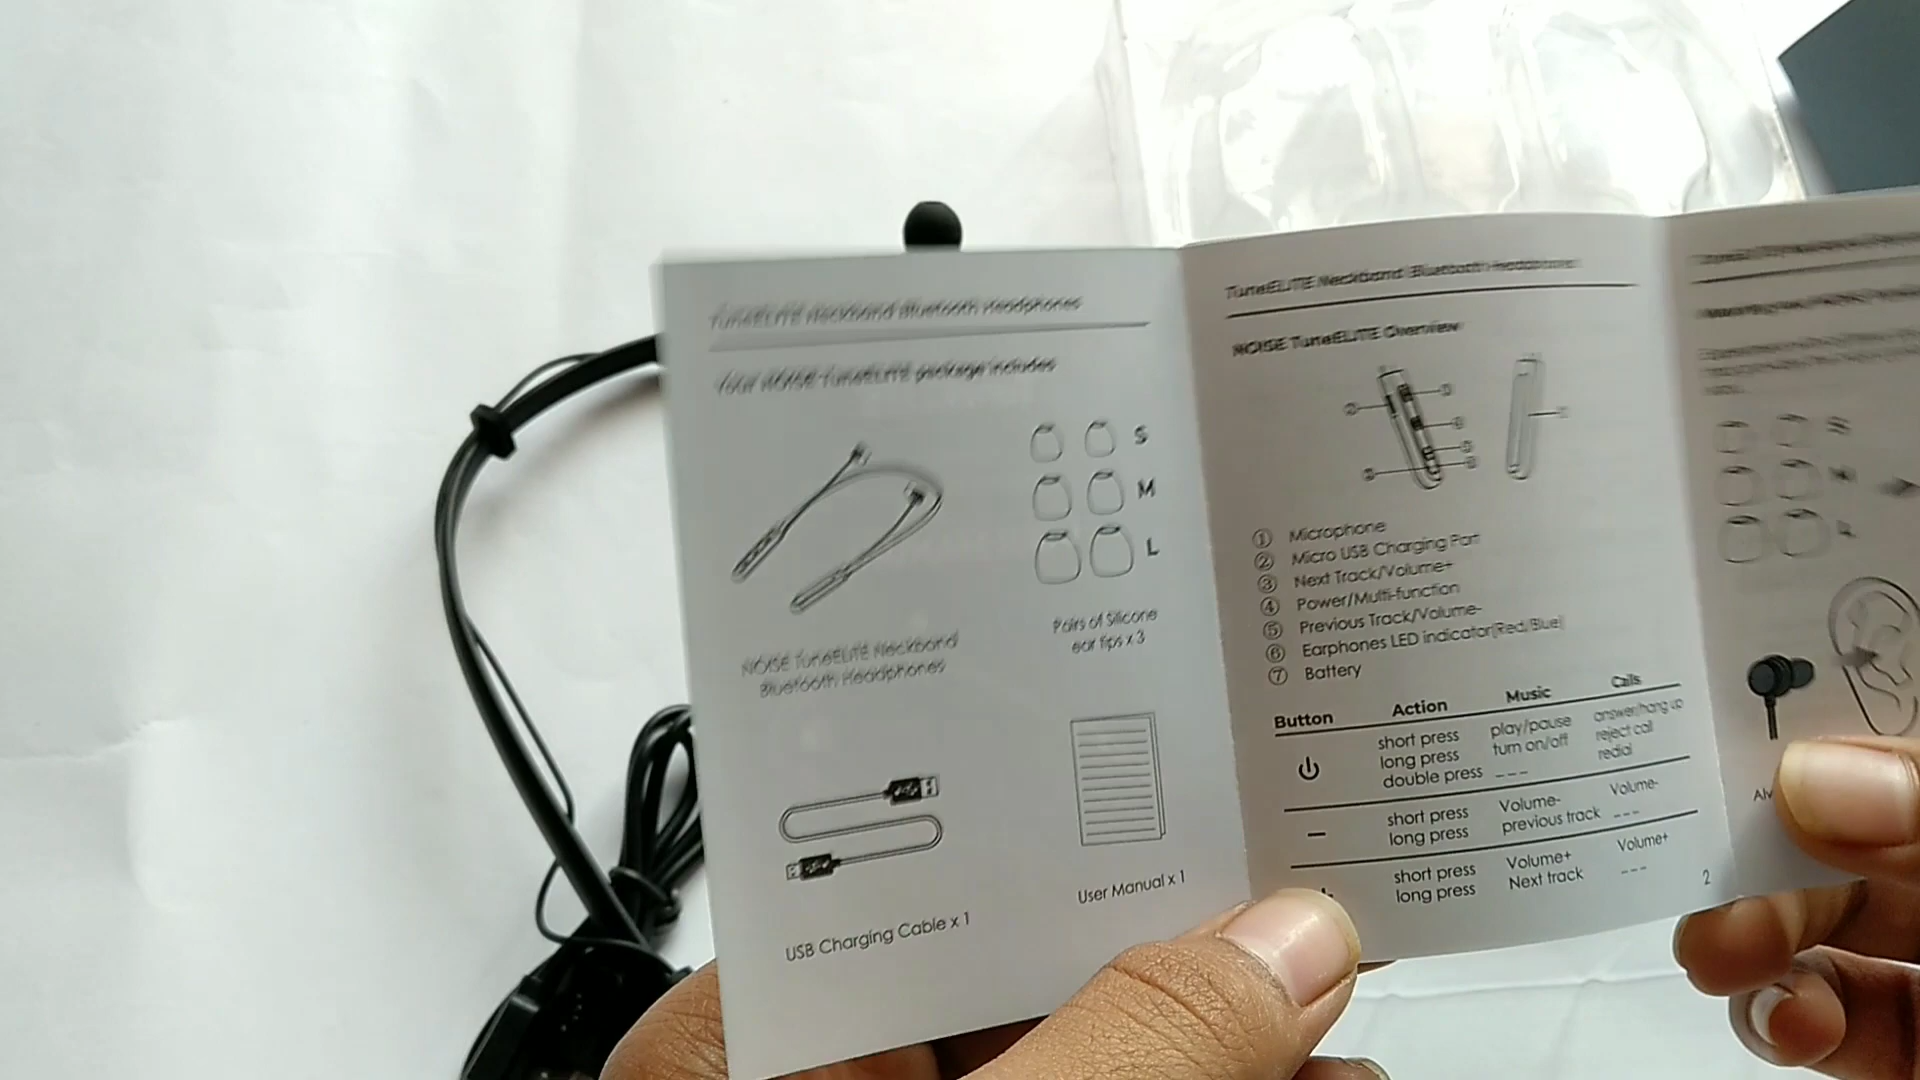 TuneELITE Neckband Bluetooth Headphones
Your NOISE TuneELITE package includes
S
M
L
NOISE TuneELITE Neckband
Bluetooth Headphones
Pairs of Silicone
ear tips x 3
USB Charging Cable x 1
User Manual x 1
TuneELITE Neckband Bluetooth Headphones
NOISE TuneELITE Overview
① Microphone
② Micro USB Charging Port
③ Next Track/Volume+
④ Power/Multi-function
⑤ Previous Track/Volume-
⑥ Earphones LED indicator(Red/Blue)
⑦ Battery
Button Action Music Calls
short press play/pause answer/hang up
long press turn on/off reject call
double press --- redial
— short press Volume- Volume-
long press previous track ---
short press Volume+ Volume+
long press Next track ---
2
S
M
L